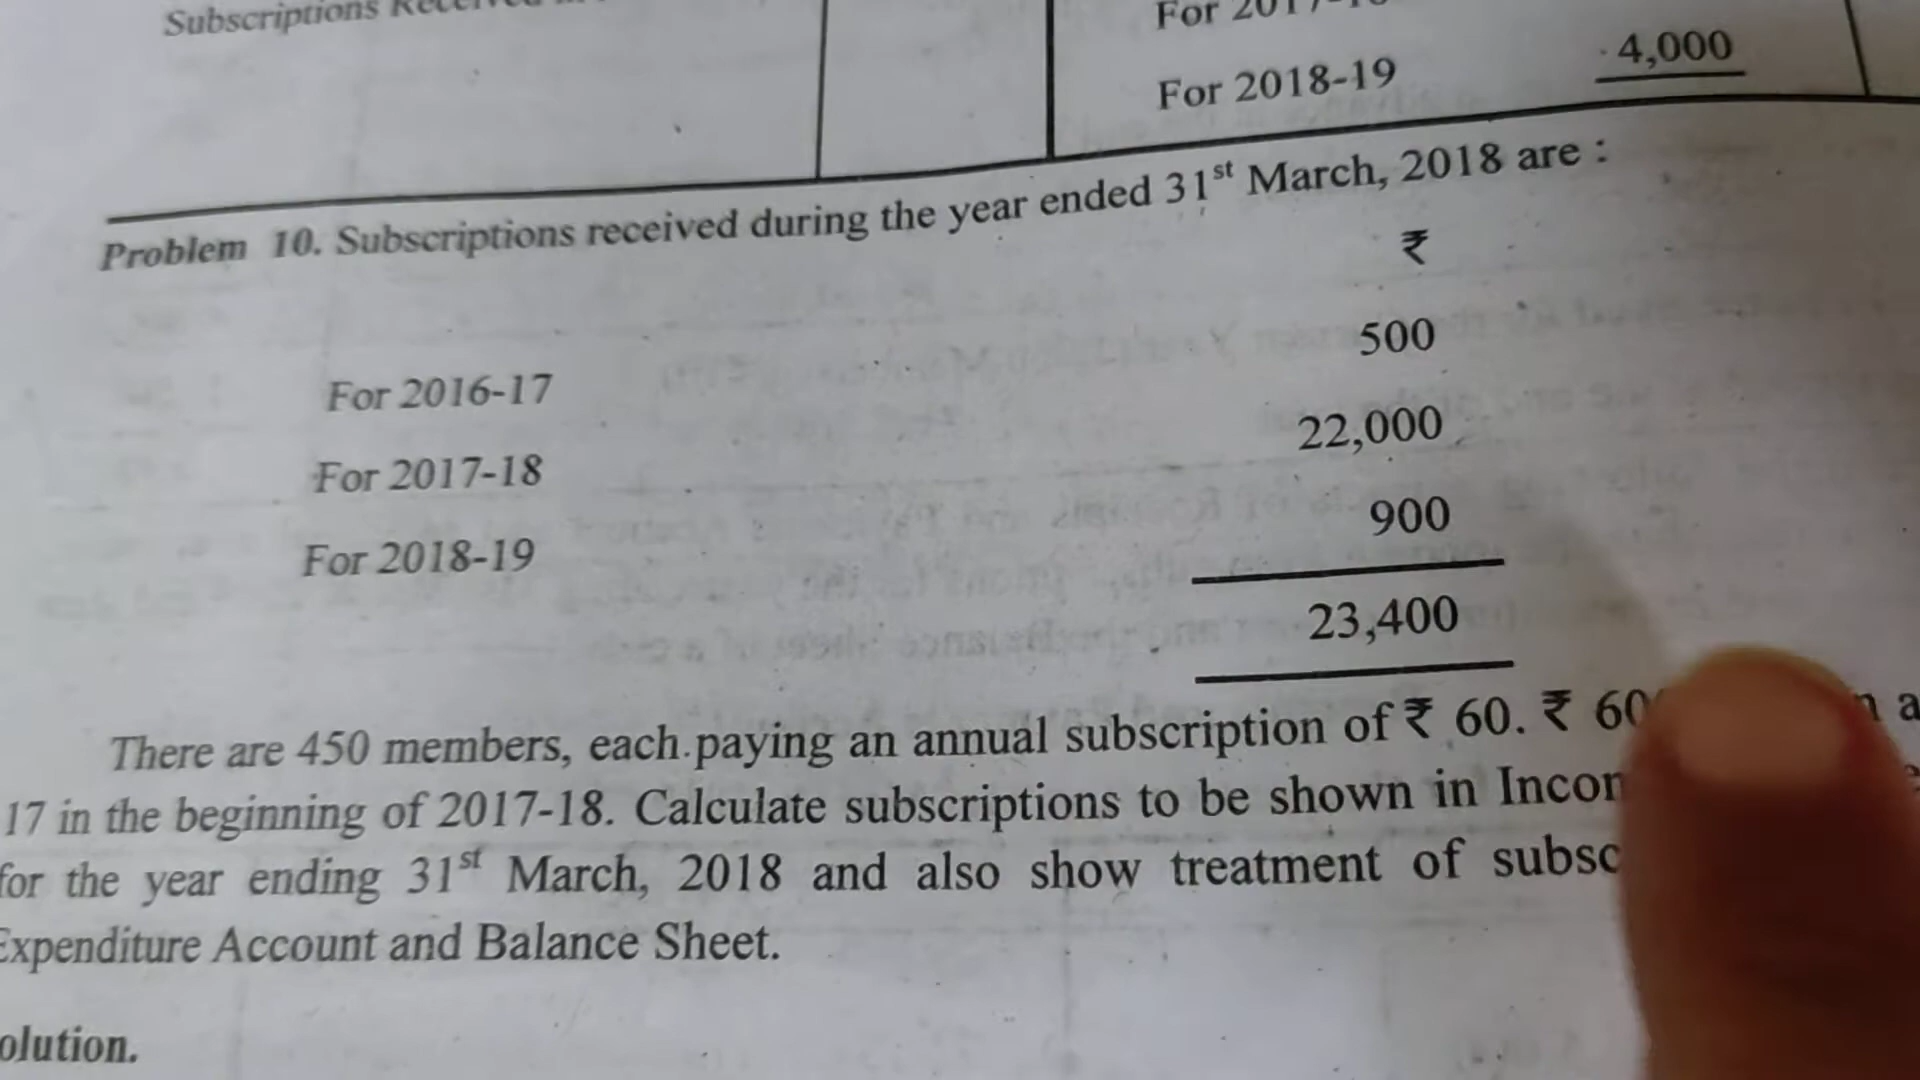 Subscriptions
For
For 2018-19 4,000
Problem 10. Subscriptions received during the year ended 31st March, 2018 are :
₹
For 2016-17 500
For 2017-18 22,000
For 2018-19 900
23,400
There are 450 members, each paying an annual subscription of ₹ 60. ₹
17 in the beginning of 2017-18. Calculate subscriptions to be shown in
for the year ending 31st March, 2018 and also show treatment of
Expenditure Account and Balance Sheet.
olution.